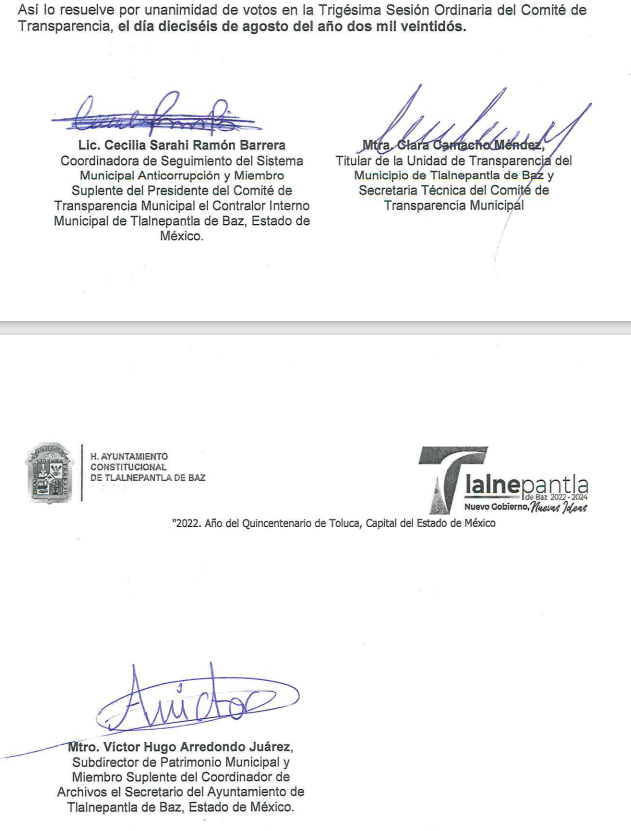 Así lo resuelve por unanimidad de votos en la Trigésima Sesión Ordinaria del Comité de
Transparencia, el día dieciséis de agosto del año dos mil veintidós.
Lic. Cecilia Sarahi Ramón Barrera
Coordinadora de Seguimiento del Sistema
Municipal Anticorrupción y Miembro
Suplente del Presidente del Comité de
Transparencia Municipal el Contralor Interno
Municipal de Tlalnepantla de Baz, Estado de
México.
Mtra. Clara Camacho Méndez,
Titular de la Unidad de Transparencia del
Municipio de Tlalnepantla de Baz y
Secretaria Técnica del Comité de
Transparencia Municipal
H. AYUNTAMIENTO
CONSTITUCIONAL
DE TLALNEPANTLA DE BAZ
Tlalnepantla
de Baz 2022 - 2024
Nuevo Gobierno, Nuevas Ideas
"2022. Año del Quincentenario de Toluca, Capital del Estado de México
Mtro. Víctor Hugo Arredondo Juárez,
Subdirector de Patrimonio Municipal y
Miembro Suplente del Coordinador de
Archivos el Secretario del Ayuntamiento de
Tlalnepantla de Baz, Estado de México.